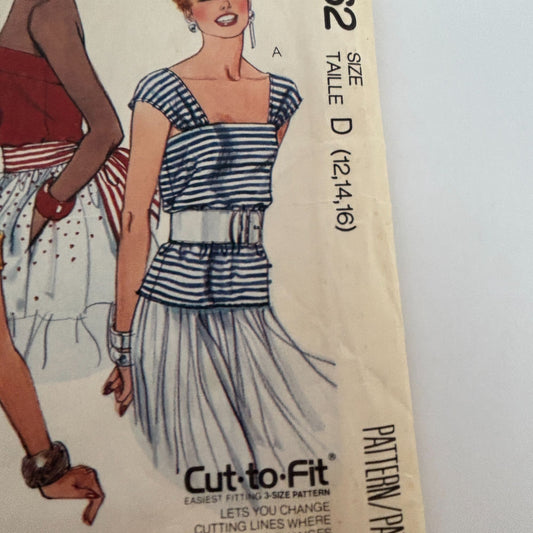 62
SIZE
TAILLE D (12,14,16)
A
PATTERN/PA
Cut·to·Fit®
EASIEST FITTING 3-SIZE PATTERN
LETS YOU CHANGE
CUTTING LINES WHERE